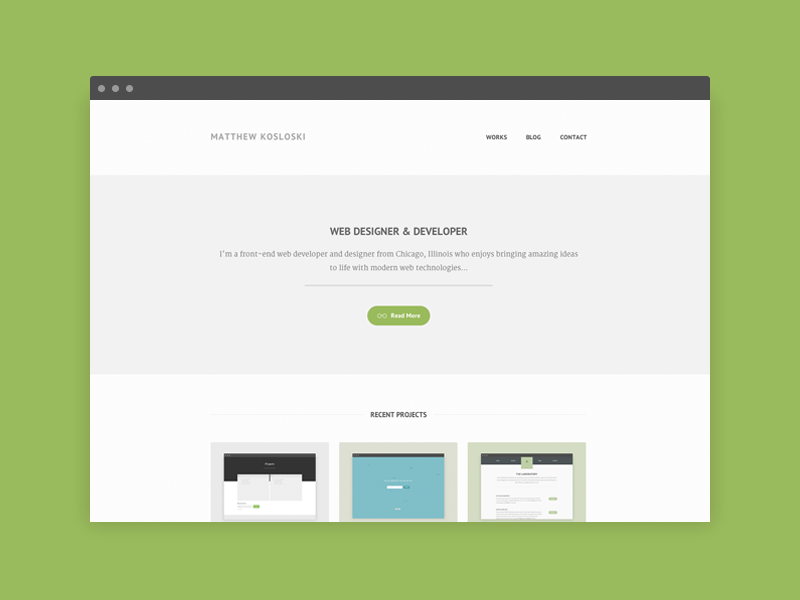 MATTHEW KOSLOSKI
WORKS BLOG CONTACT
WEB DESIGNER & DEVELOPER
I'm a front-end web developer and designer from Chicago, Illinois who enjoys bringing amazing ideas
to life with modern web technologies...
Read More
RECENT PROJECTS